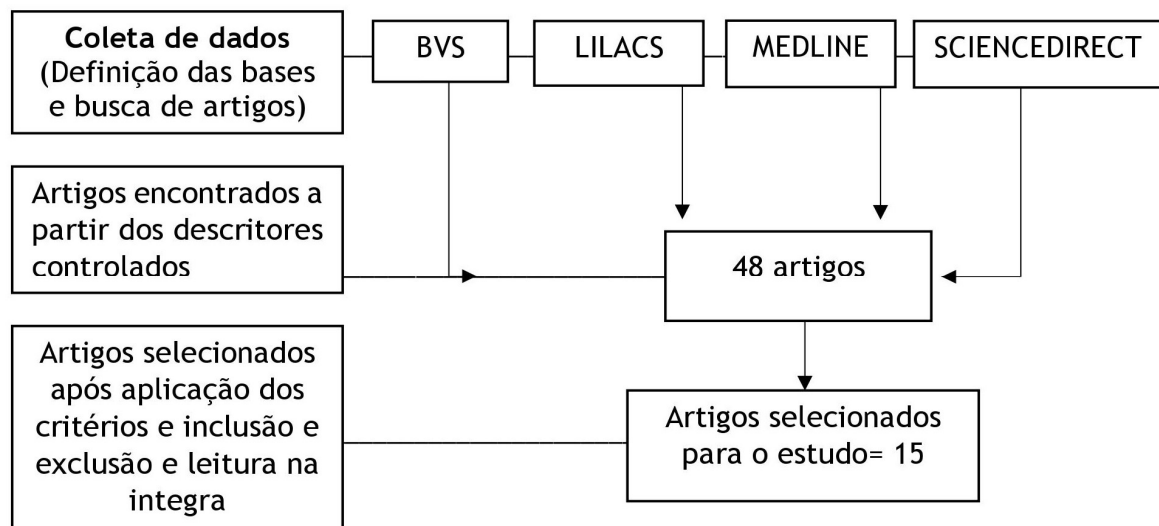 Coleta de dados
(Definição das bases
e busca de artigos)
BVS
LILACS
MEDLINE
SCIENCEDIRECT
Artigos encontrados a
partir dos descritores
controlados
48 artigos
Artigos selecionados
após aplicação dos
critérios e inclusão e
exclusão e leitura na
integra
Artigos selecionados
para o estudo= 15